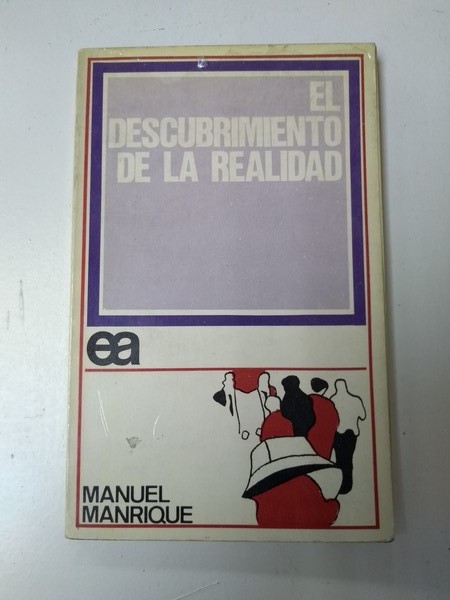 EL
DESCUBRIMIENTO
DE LA REALIDAD
ea
MANUEL
MANRIQUE